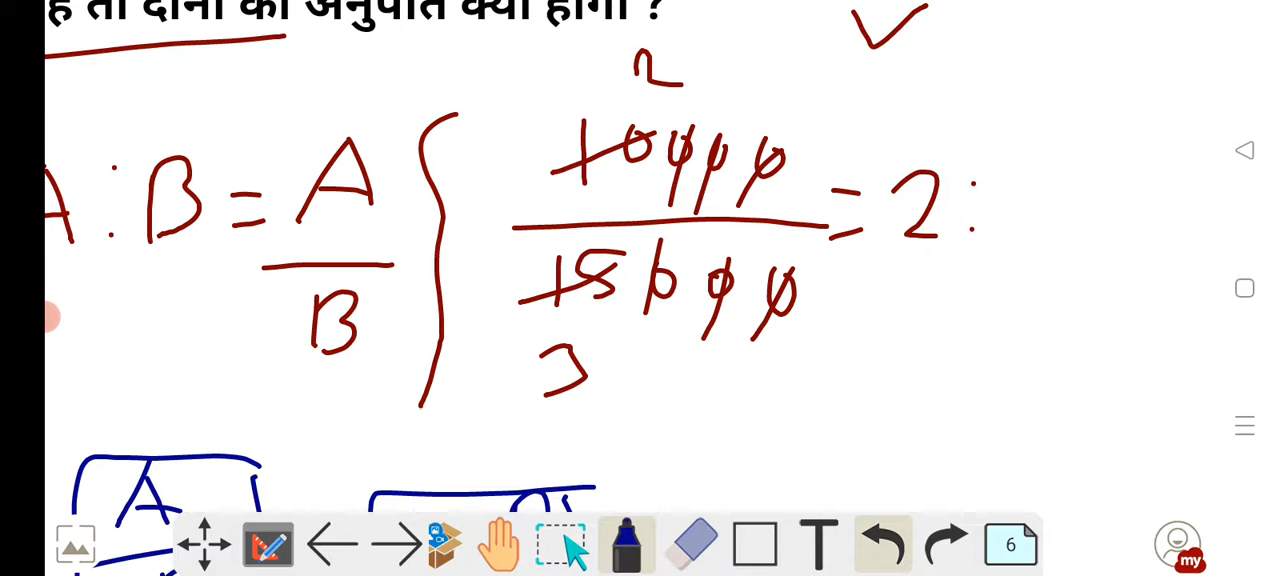 है तो दोनों का अनुपात क्या होगा ?
2
A : B = A 10000 = 2 :
B 15000
3
A
T 6
my